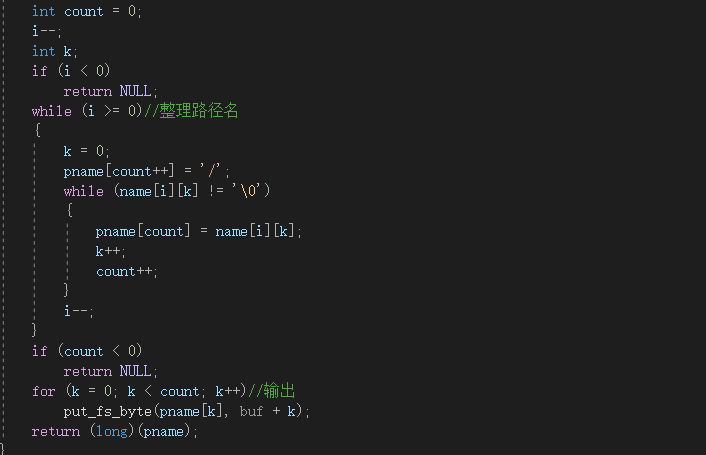 int count = 0;
i--;
int k;
if (i < 0)
return NULL;
while (i >= 0)//整理路径名
{
k = 0;
pname[count++] = '/';
while (name[i][k] != '\0')
{
pname[count] = name[i][k];
k++;
count++;
}
i--;
}
if (count < 0)
return NULL;
for (k = 0; k < count; k++)//输出
put_fs_byte(pname[k], buf + k);
return (long)(pname);
}